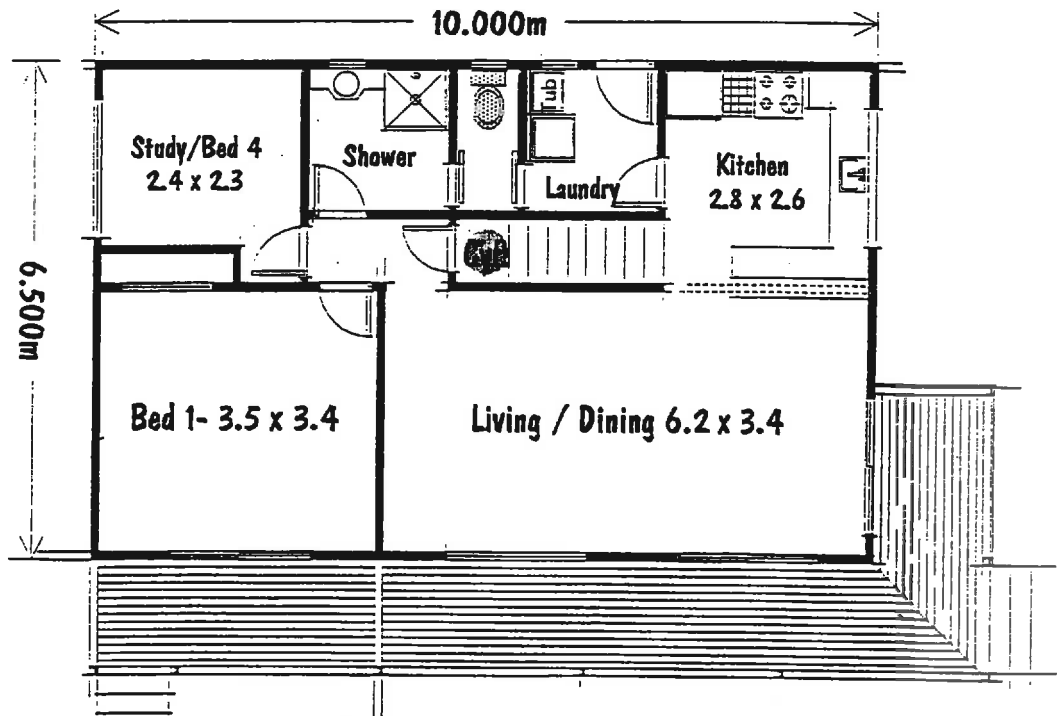 10.000m
6.500m
Study/Bed 4
2.4 x 2.3
Shower
Tub
Laundry
Kitchen
2.8 x 2.6
Bed 1- 3.5 x 3.4
Living / Dining 6.2 x 3.4